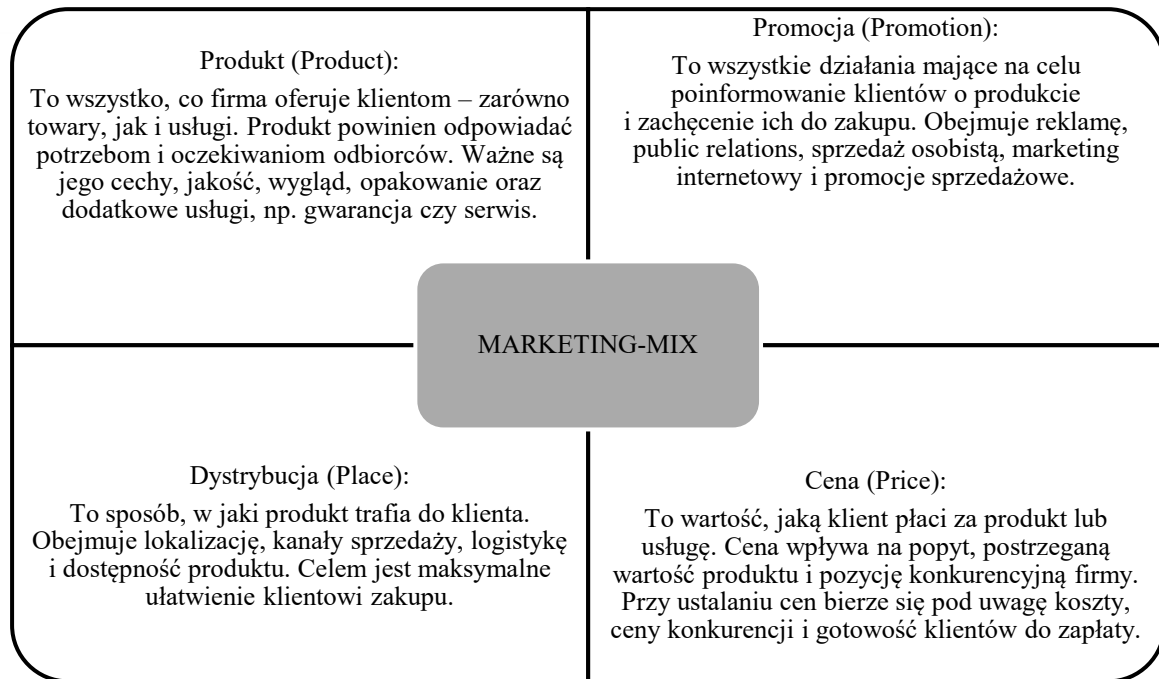 Produkt (Product):
To wszystko, co firma oferuje klientom – zarówno
towary, jak i usługi. Produkt powinien odpowiadać
potrzebom i oczekiwaniom odbiorców. Ważne są
jego cechy, jakość, wygląd, opakowanie oraz
dodatkowe usługi, np. gwarancja czy serwis.
Promocja (Promotion):
To wszystkie działania mające na celu
poinformowanie klientów o produkcie
i zachęcenie ich do zakupu. Obejmuje reklamę,
public relations, sprzedaż osobistą, marketing
internetowy i promocje sprzedażowe.
MARKETING-MIX
Dystrybucja (Place):
To sposób, w jaki produkt trafia do klienta.
Obejmuje lokalizację, kanały sprzedaży, logistykę
i dostępność produktu. Celem jest maksymalne
ułatwienie klientowi zakupu.
Cena (Price):
To wartość, jaką klient płaci za produkt lub
usługę. Cena wpływa na popyt, postrzeganą
wartość produktu i pozycję konkurencyjną firmy.
Przy ustalaniu cen bierze się pod uwagę koszty,
ceny konkurencji i gotowość klientów do zapłaty.